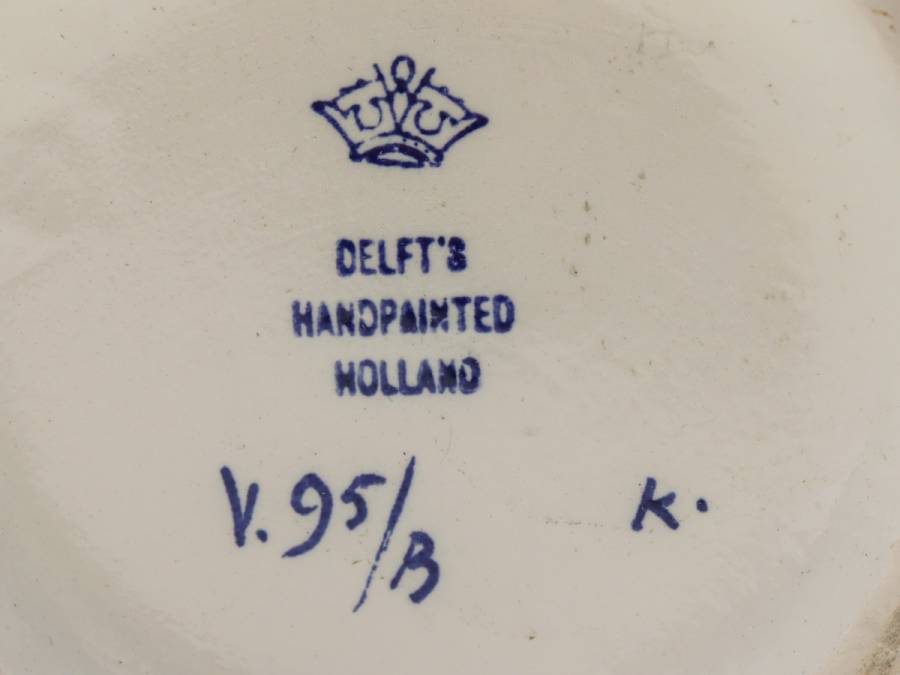 DELFT'S
HANDPAINTED
HOLLAND
V.95/B
K.